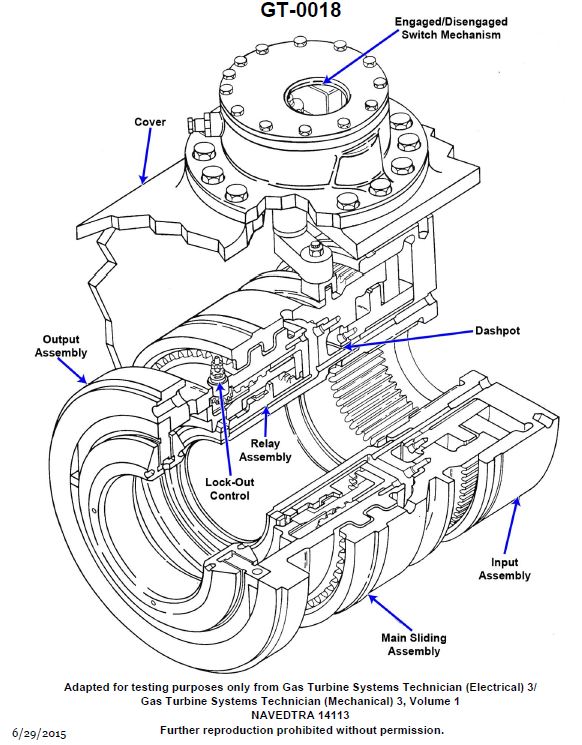 GT-0018
Engaged/Disengaged
Switch Mechanism
Cover
Dashpot
Output
Assembly
Relay
Assembly
Lock-Out
Control
Input
Assembly
Main Sliding
Assembly
Adapted for testing purposes only from Gas Turbine Systems Technician (Electrical) 3/
Gas Turbine Systems Technician (Mechanical) 3, Volume 1
NAVEDTRA 14113
6/29/2015
Further reproduction prohibited without permission.